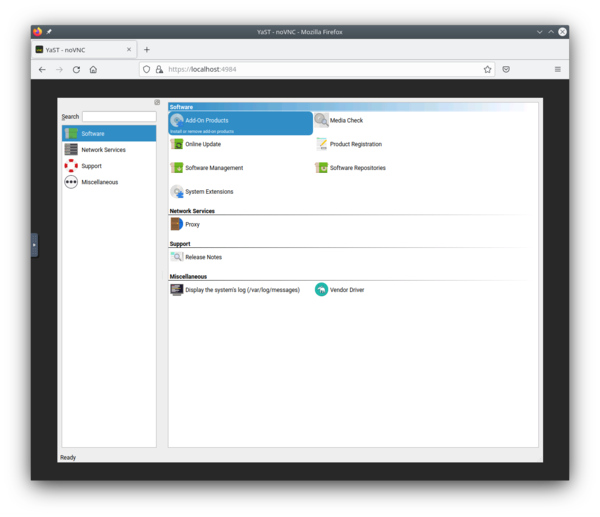 YaST - noVNC - Mozilla Firefox
YaST - noVNC
https://localhost:4984
Search
Software
Network Services
Support
Miscellaneous
Software
Add-On Products
Install or remove add-on products
Media Check
Online Update
Product Registration
Software Management
Software Repositories
System Extensions
Network Services
Proxy
Support
Release Notes
Miscellaneous
Display the system's log (/var/log/messages)
Vendor Driver
Ready